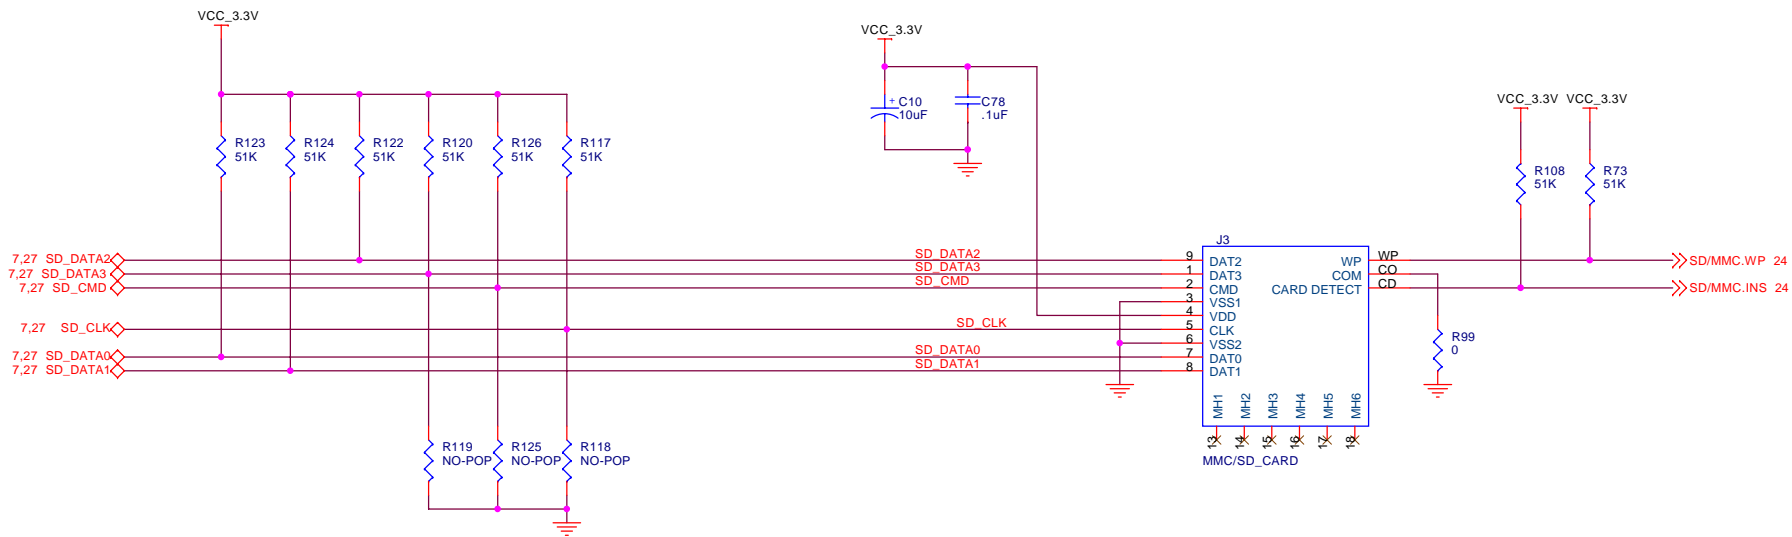 VCC_3.3V
VCC_3.3V
VCC_3.3V VCC_3.3V
C10
10uF
C78
.1uF
R123
51K
R124
51K
R122
51K
R120
51K
R126
51K
R117
51K
R108
51K
R73
51K
J3
7,27 SD_DATA2 SD_DATA2 9 DAT2 WP WP SD/MMC.WP 24
7,27 SD_DATA3 SD_DATA3 1 DAT3 COM CO
7,27 SD_CMD SD_CMD 2 CMD CARD DETECT CD SD/MMC.INS 24
3 VSS1
4 VDD
7,27 SD_CLK SD_CLK 5 CLK
6 VSS2
7,27 SD_DATA0 SD_DATA0 7 DAT0
7,27 SD_DATA1 SD_DATA1 8 DAT1
R99
0
MH1 MH2 MH3 MH4 MH5 MH6
13 14 15 16 17 18
MMC/SD_CARD
R119
NO-POP
R125
NO-POP
R118
NO-POP
+